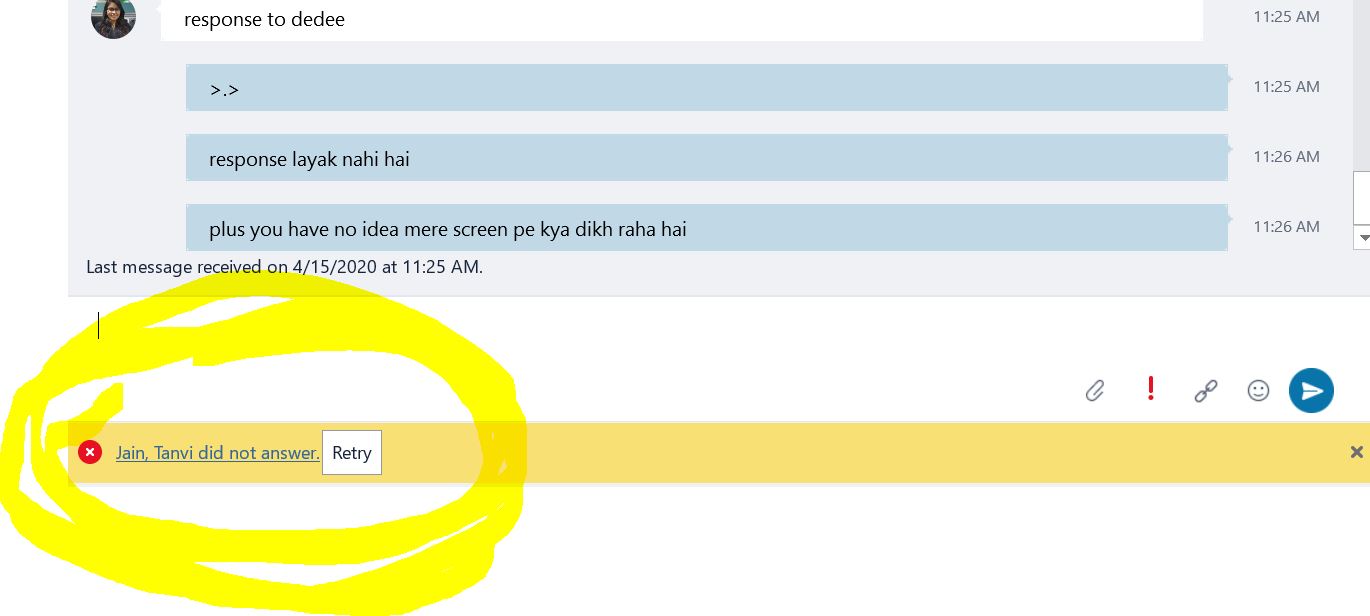 response to dedee
11:25 AM
>.>
11:25 AM
response layak nahi hai
11:26 AM
plus you have no idea mere screen pe kya dikh raha hai
11:26 AM
Last message received on 4/15/2020 at 11:25 AM.
Jain, Tanvi did not answer. Retry